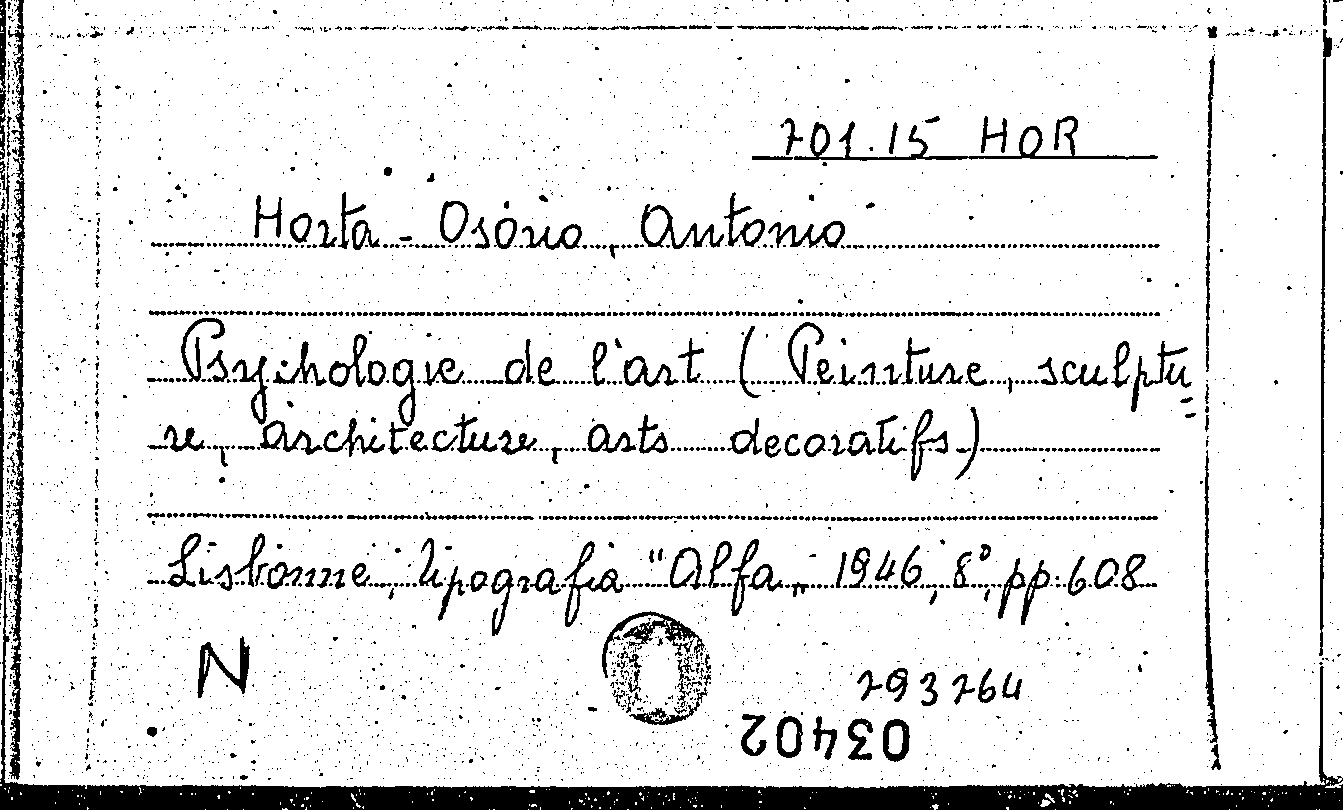 701.15 HOR
Horta - Osório, Antonio
Psychologie de l'art (Peinture, sculptu=
re, architecture, arts decoratifs)
Lisbonne, tipografia "Alfa„ 1946, 8°, pp. 608
N
293264
03402